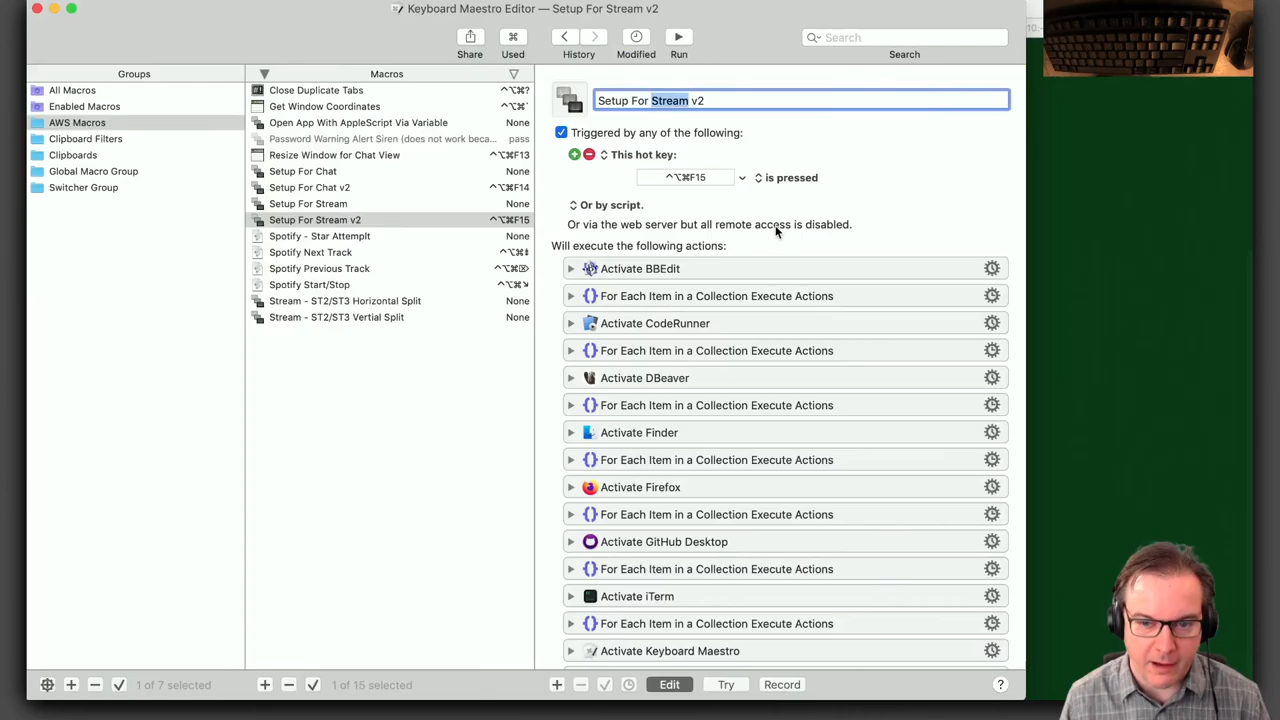 Keyboard Maestro Editor — Setup For Stream v2
Share
Used
History
Modified
Run
Search
Search
Groups
Macros
All Macros
Enabled Macros
AWS Macros
Clipboard Filters
Clipboards
Global Macro Group
Switcher Group
Close Duplicate Tabs ^⌥⌘?
Get Window Coordinates ^⌥⌘`
Open App With AppleScript Via Variable None
Password Warning Alert Siren (does not work beca... pass
Resize Window for Chat View ^⌥⌘F13
Setup For Chat None
Setup For Chat v2 ^⌥⌘F14
Setup For Stream None
Setup For Stream v2 ^⌥⌘F15
Spotify - Star AttempIt None
Spotify Next Track ^⌥⌘⇟
Spotify Previous Track ^⌥⌘⌦
Spotify Start/Stop ^⌥⌘↘
Stream - ST2/ST3 Horizontal Split None
Stream - ST2/ST3 Vertial Split None
Setup For Stream v2
Triggered by any of the following:
This hot key:
^⌥⌘F15
is pressed
Or by script.
Or via the web server but all remote access is disabled.
Will execute the following actions:
Activate BBEdit
For Each Item in a Collection Execute Actions
Activate CodeRunner
For Each Item in a Collection Execute Actions
Activate DBeaver
For Each Item in a Collection Execute Actions
Activate Finder
For Each Item in a Collection Execute Actions
Activate Firefox
For Each Item in a Collection Execute Actions
Activate GitHub Desktop
For Each Item in a Collection Execute Actions
Activate iTerm
For Each Item in a Collection Execute Actions
Activate Keyboard Maestro
1 of 7 selected
1 of 15 selected
Edit
Try
Record
?